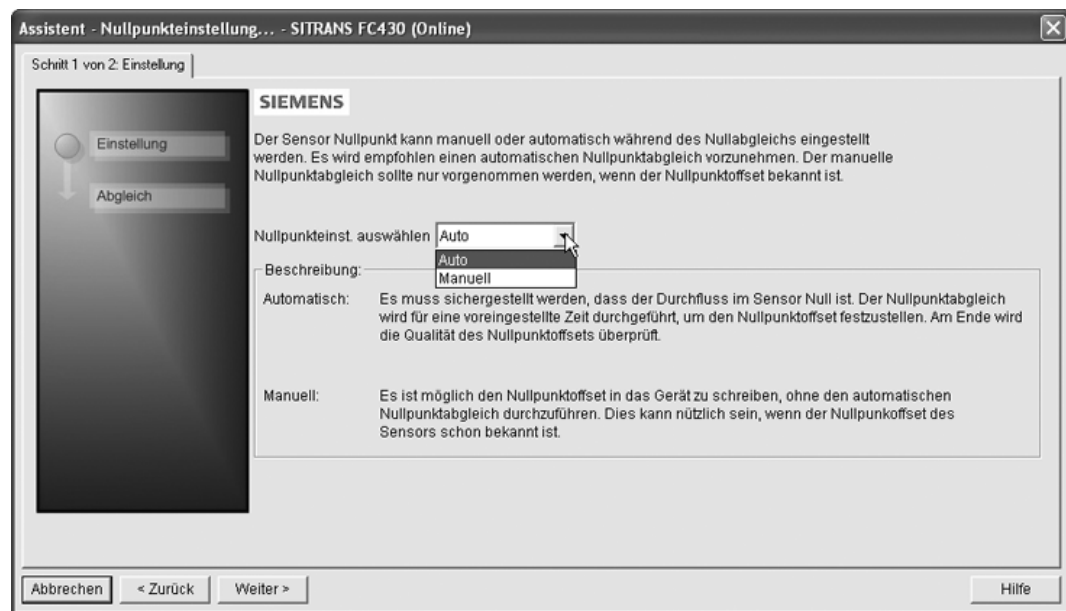 Assistent - Nullpunkteinstellung... - SITRANS FC430 (Online)
Schritt 1 von 2: Einstellung
SIEMENS
Einstellung
Abgleich
Der Sensor Nullpunkt kann manuell oder automatisch während des Nullabgleichs eingestellt
werden. Es wird empfohlen einen automatischen Nullpunktabgleich vorzunehmen. Der manuelle
Nullpunktabgleich sollte nur vorgenommen werden, wenn der Nullpunktoffset bekannt ist.
Nullpunkteinst. auswählen Auto
Auto
Manuell
Beschreibung:
Automatisch: Es muss sichergestellt werden, dass der Durchfluss im Sensor Null ist. Der Nullpunktabgleich
wird für eine voreingestellte Zeit durchgeführt, um den Nullpunktoffset festzustellen. Am Ende wird
die Qualität des Nullpunktoffsets überprüft.
Manuell: Es ist möglich den Nullpunktoffset in das Gerät zu schreiben, ohne den automatischen
Nullpunktabgleich durchzuführen. Dies kann nützlich sein, wenn der Nullpunkoffset des
Sensors schon bekannt ist.
Abbrechen < Zurück Weiter > Hilfe